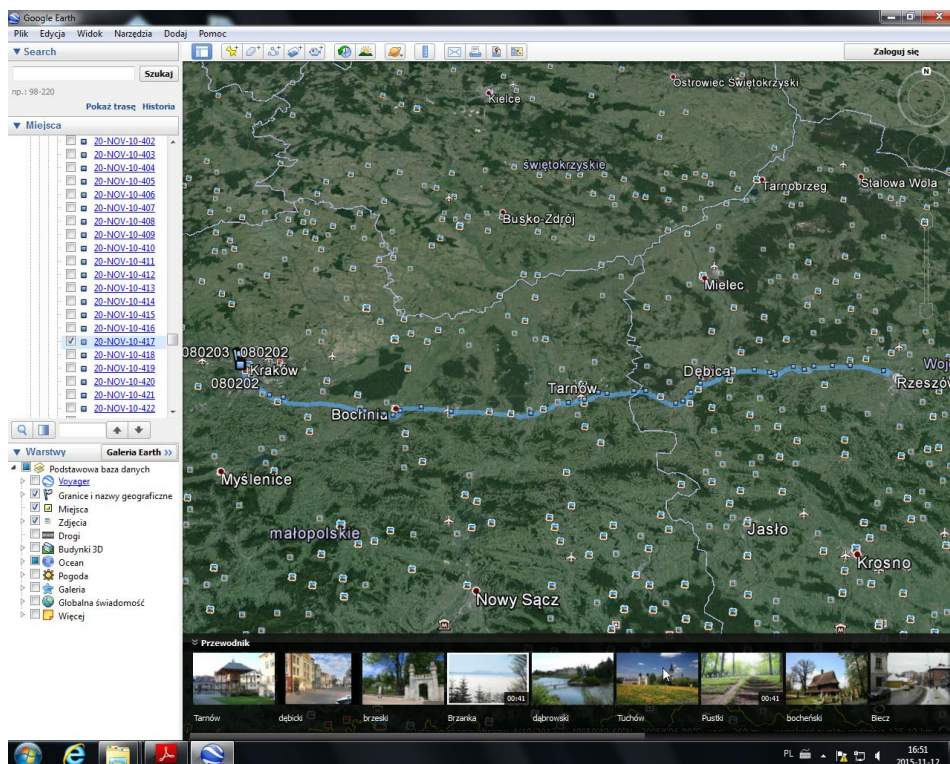 Google Earth
Plik Edycja Widok Narzędzia Dodaj Pomoc
▼ Search
Zaloguj się
Szukaj
np.: 98-220
Pokaż trasę Historia
▼ Miejsca
20-NOV-10-402
20-NOV-10-403
20-NOV-10-404
20-NOV-10-405
20-NOV-10-406
20-NOV-10-407
20-NOV-10-408
20-NOV-10-409
20-NOV-10-410
20-NOV-10-411
20-NOV-10-412
20-NOV-10-413
20-NOV-10-414
20-NOV-10-415
20-NOV-10-416
20-NOV-10-417
20-NOV-10-418
20-NOV-10-419
20-NOV-10-420
20-NOV-10-421
20-NOV-10-422
▼ Warstwy Galeria Earth >>
Podstawowa baza danych
Voyager
Granice i nazwy geograficzne
Miejsca
Zdjęcia
Drogi
Budynki 3D
Ocean
Pogoda
Galeria
Globalna świadomość
Więcej
N
Ostrowiec Świętokrzyski
Kielce
świętokrzyskie
Tarnobrzeg
Stalowa Wola
Busko-Zdrój
Mielec
080203 080202
Kraków
080202
Dębica
Woj
Rzeszów
Tarnów
Bochnia
Myślenice
małopolskie
Jasło
Krosno
Nowy Sącz
Przewodnik
00:41
00:41
Tarnów dębicki brzeski Brzanka dąbrowski Tuchów Pustki bocheński Biecz
PL
16:51
2015-11-12